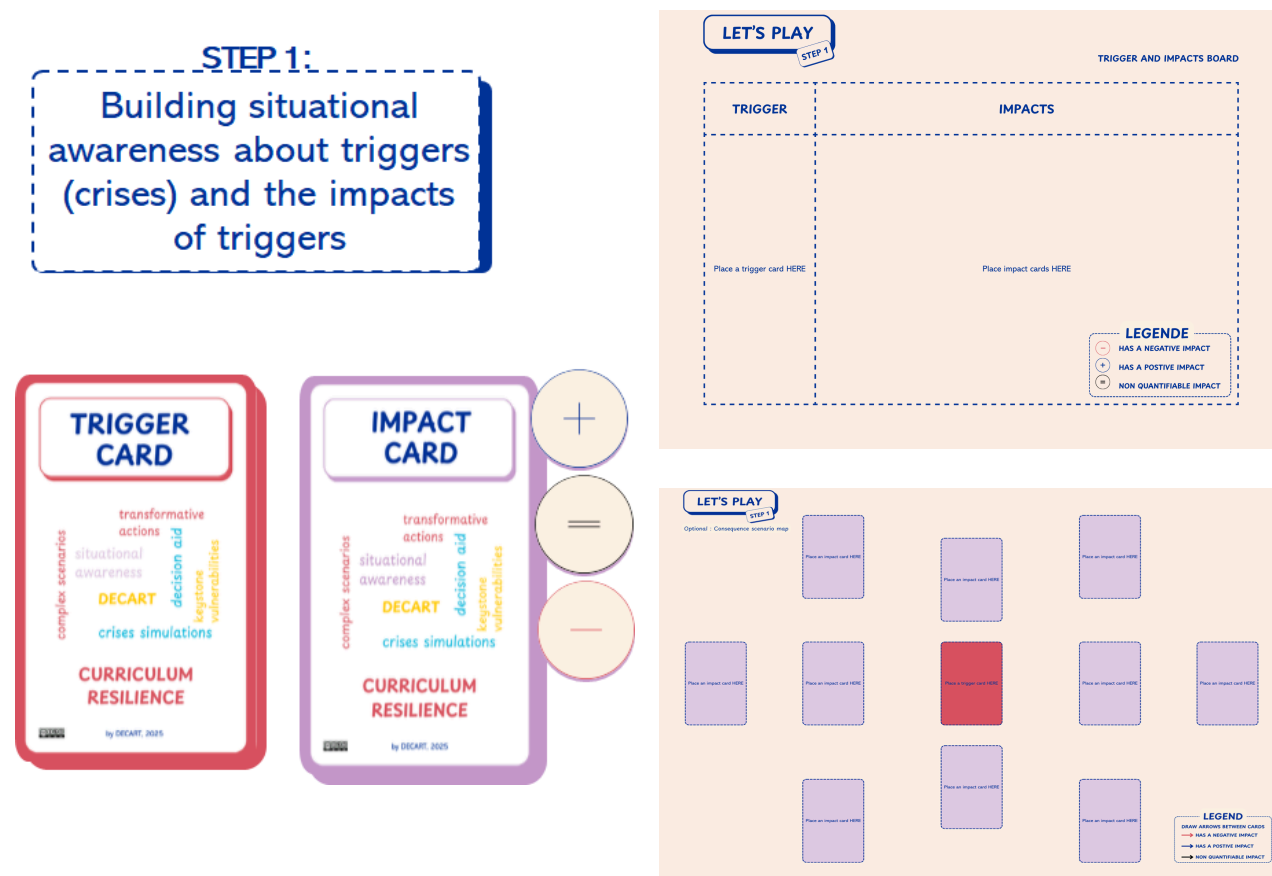 STEP 1:
Building situational
awareness about triggers
(crises) and the impacts
of triggers
TRIGGER
CARD
transformative
actions
complex scenarios
situational
awareness
decision aid
keystone
vulnerabilities
DECART
crises simulations
CURRICULUM
RESILIENCE
by DECART, 2025
IMPACT
CARD
transformative
actions
complex scenarios
situational
awareness
decision aid
keystone
vulnerabilities
DECART
crises simulations
CURRICULUM
RESILIENCE
by DECART, 2025
+
=
−
LET'S PLAY
STEP 1
TRIGGER AND IMPACTS BOARD
TRIGGER
IMPACTS
Place a trigger card HERE
Place impact cards HERE
LEGENDE
− HAS A NEGATIVE IMPACT
+ HAS A POSTIVE IMPACT
= NON QUANTIFIABLE IMPACT
LET'S PLAY
STEP 1
Optional : Consequence scenario map
Place an impact card HERE
Place an impact card HERE
Place an impact card HERE
Place an impact card HERE
Place an impact card HERE
Place a trigger card HERE
Place an impact card HERE
Place an impact card HERE
Place an impact card HERE
Place an impact card HERE
Place an impact card HERE
LEGEND
DRAW ARROWS BETWEEN CARDS
HAS A NEGATIVE IMPACT
HAS A POSTIVE IMPACT
NON QUANTIFIABLE IMPACT